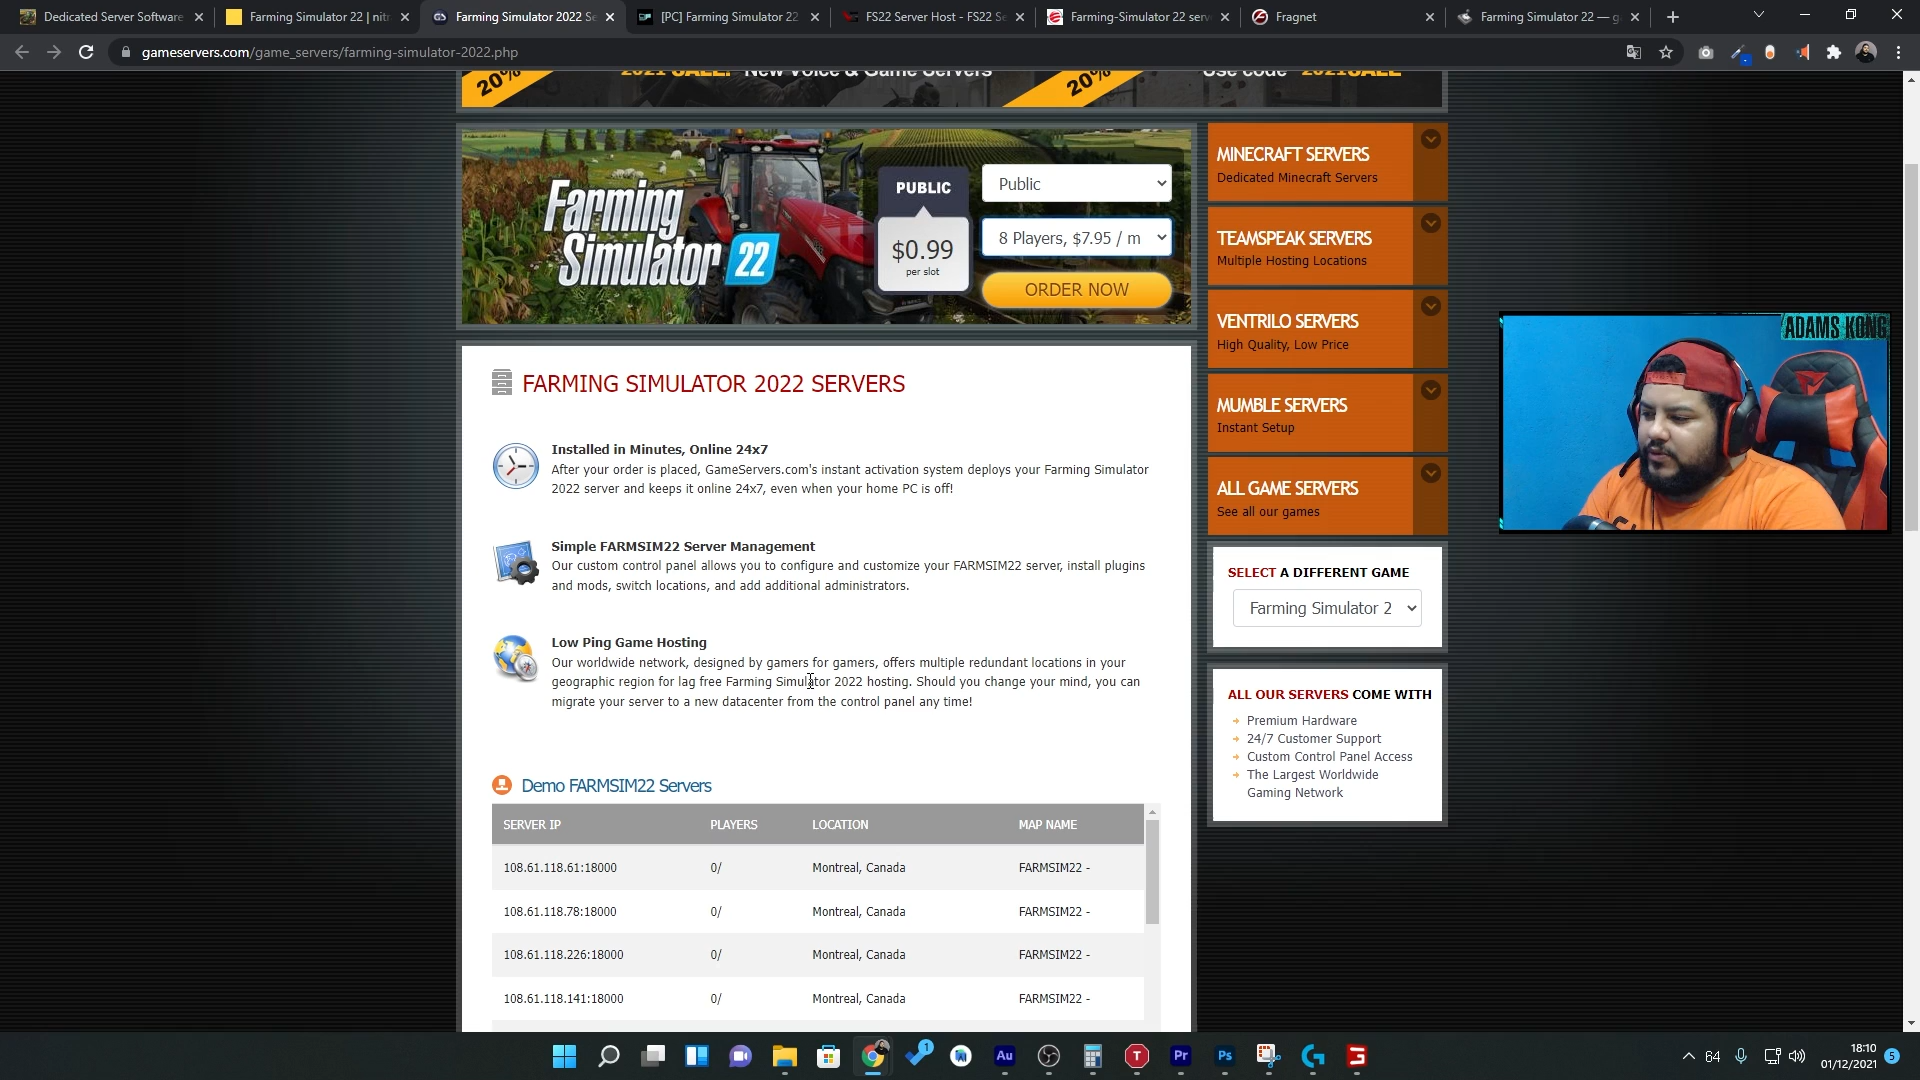 Dedicated Server Software
Farming Simulator 22 | nitr
Farming Simulator 2022 Se
[PC] Farming Simulator 22
FS22 Server Host - FS22 Se
Farming-Simulator 22 serv
Fragnet
Farming Simulator 22 — g
gameservers.com/game_servers/farming-simulator-2022.php
20%
2021 SALE! New Voice & Game Servers
20%
Use code 2021SALE
Farming
Simulator 22
PUBLIC
$0.99
per slot
Public
8 Players, $7.95 / m
ORDER NOW
MINECRAFT SERVERS
Dedicated Minecraft Servers
TEAMSPEAK SERVERS
Multiple Hosting Locations
VENTRILO SERVERS
High Quality, Low Price
MUMBLE SERVERS
Instant Setup
ALL GAME SERVERS
See all our games
ADAMS KONG
FARMING SIMULATOR 2022 SERVERS
Installed in Minutes, Online 24x7
After your order is placed, GameServers.com's instant activation system deploys your Farming Simulator
2022 server and keeps it online 24x7, even when your home PC is off!
Simple FARMSIM22 Server Management
Our custom control panel allows you to configure and customize your FARMSIM22 server, install plugins
and mods, switch locations, and add additional administrators.
Low Ping Game Hosting
Our worldwide network, designed by gamers for gamers, offers multiple redundant locations in your
geographic region for lag free Farming Simulator 2022 hosting. Should you change your mind, you can
migrate your server to a new datacenter from the control panel any time!
SELECT A DIFFERENT GAME
Farming Simulator 2
ALL OUR SERVERS COME WITH
Premium Hardware
24/7 Customer Support
Custom Control Panel Access
The Largest Worldwide
Gaming Network
Demo FARMSIM22 Servers
SERVER IP PLAYERS LOCATION MAP NAME
108.61.118.61:18000 0/ Montreal, Canada FARMSIM22 -
108.61.118.78:18000 0/ Montreal, Canada FARMSIM22 -
108.61.118.226:18000 0/ Montreal, Canada FARMSIM22 -
108.61.118.141:18000 0/ Montreal, Canada FARMSIM22 -
1
Au
T
Pr
Ps
64
18:10
01/12/2021
5